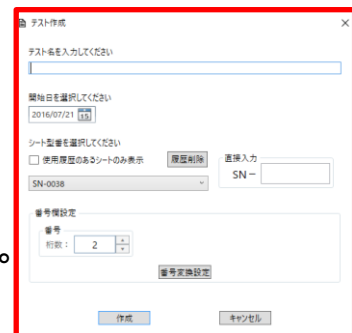 テスト作成
テスト名を入力してください
開始日を選択してください
2016/07/21 15
シート型番を選択してください
使用履歴のあるシートのみ表示 履歴削除
直接入力
SN－
SN-0038
番号欄設定
番号
桁数： 2
番号変換設定
作成 キャンセル
。